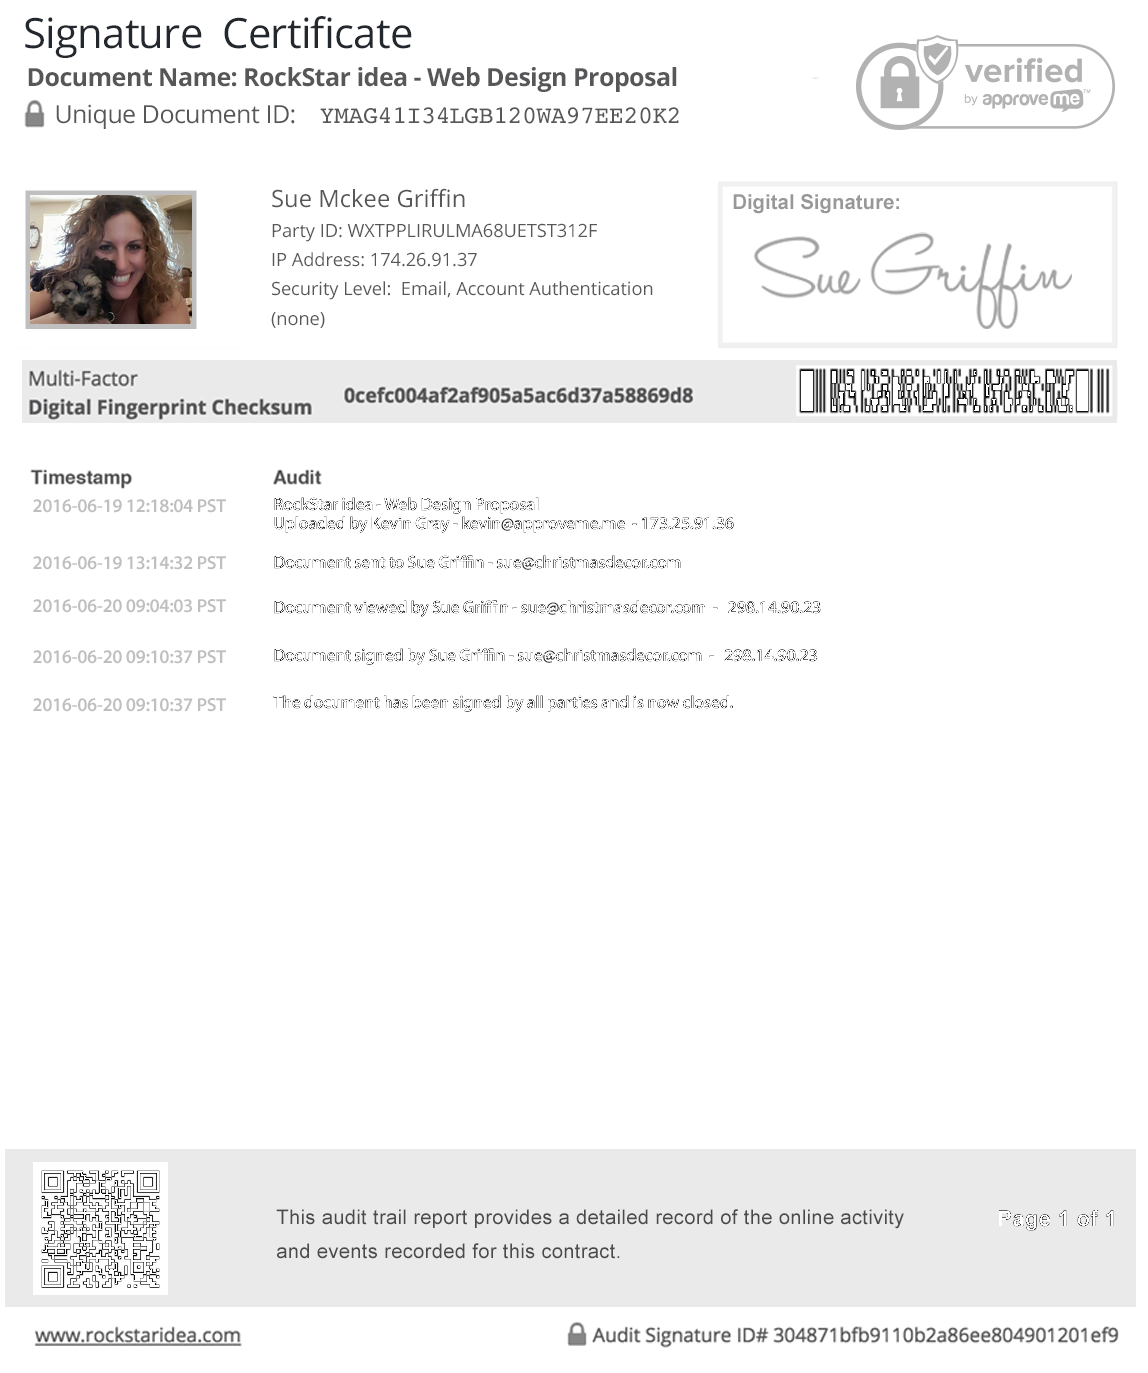 Signature Certificate
Document Name: RockStar idea - Web Design Proposal
Unique Document ID: YMAG41I34LGB120WA97EE20K2
verified
by approveme™
Sue Mckee Griffin
Party ID: WXTPPLIRULMA68UETST312F
IP Address: 174.26.91.37
Security Level: Email, Account Authentication
(none)
Digital Signature:
Sue Griffin
Multi-Factor
Digital Fingerprint Checksum
0cefc004af2af905a5ac6d37a58869d8
Timestamp Audit
2016-06-19 12:18:04 PST RockStar idea - Web Design Proposal
Uploaded by Kevin Gray - kevin@approveme.me - 173.25.91.36
2016-06-19 13:14:32 PST Document sent to Sue Griffin - sue@christmasdecor.com
2016-06-20 09:04:03 PST Document viewed by Sue Griffin - sue@christmasdecor.com - 298.14.90.23
2016-06-20 09:10:37 PST Document signed by Sue Griffin - sue@christmasdecor.com - 298.14.90.23
2016-06-20 09:10:37 PST The document has been signed by all parties and is now closed.
This audit trail report provides a detailed record of the online activity
and events recorded for this contract.
Page 1 of 1
www.rockstaridea.com
Audit Signature ID# 304871bfb9110b2a86ee804901201ef9